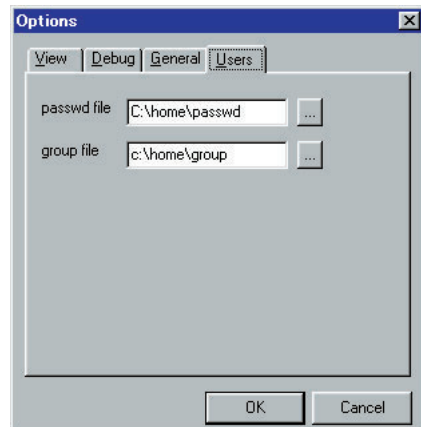 Options
View Debug General Users
passwd file C:\home\passwd ...
group file c:\home\group ...
OK Cancel